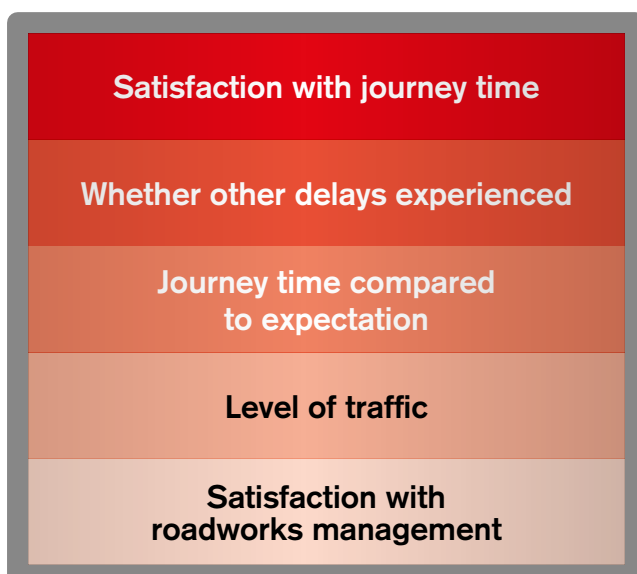 Satisfaction with journey time
Whether other delays experienced
Journey time compared
to expectation
Level of traffic
Satisfaction with
roadworks management